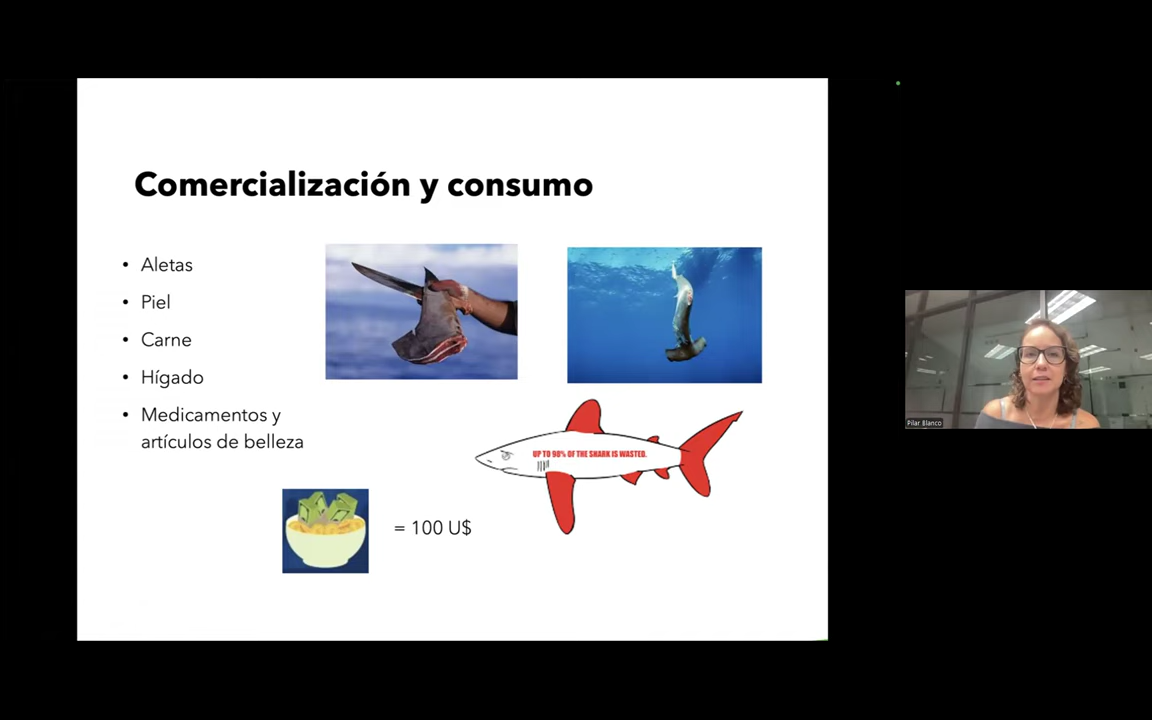 Comercialización y consumo
• Aletas
• Piel
• Carne
• Hígado
• Medicamentos y
artículos de belleza
UP TO 90% OF THE SHARK IS WASTED.
= 100 U$
Pilar Blanco